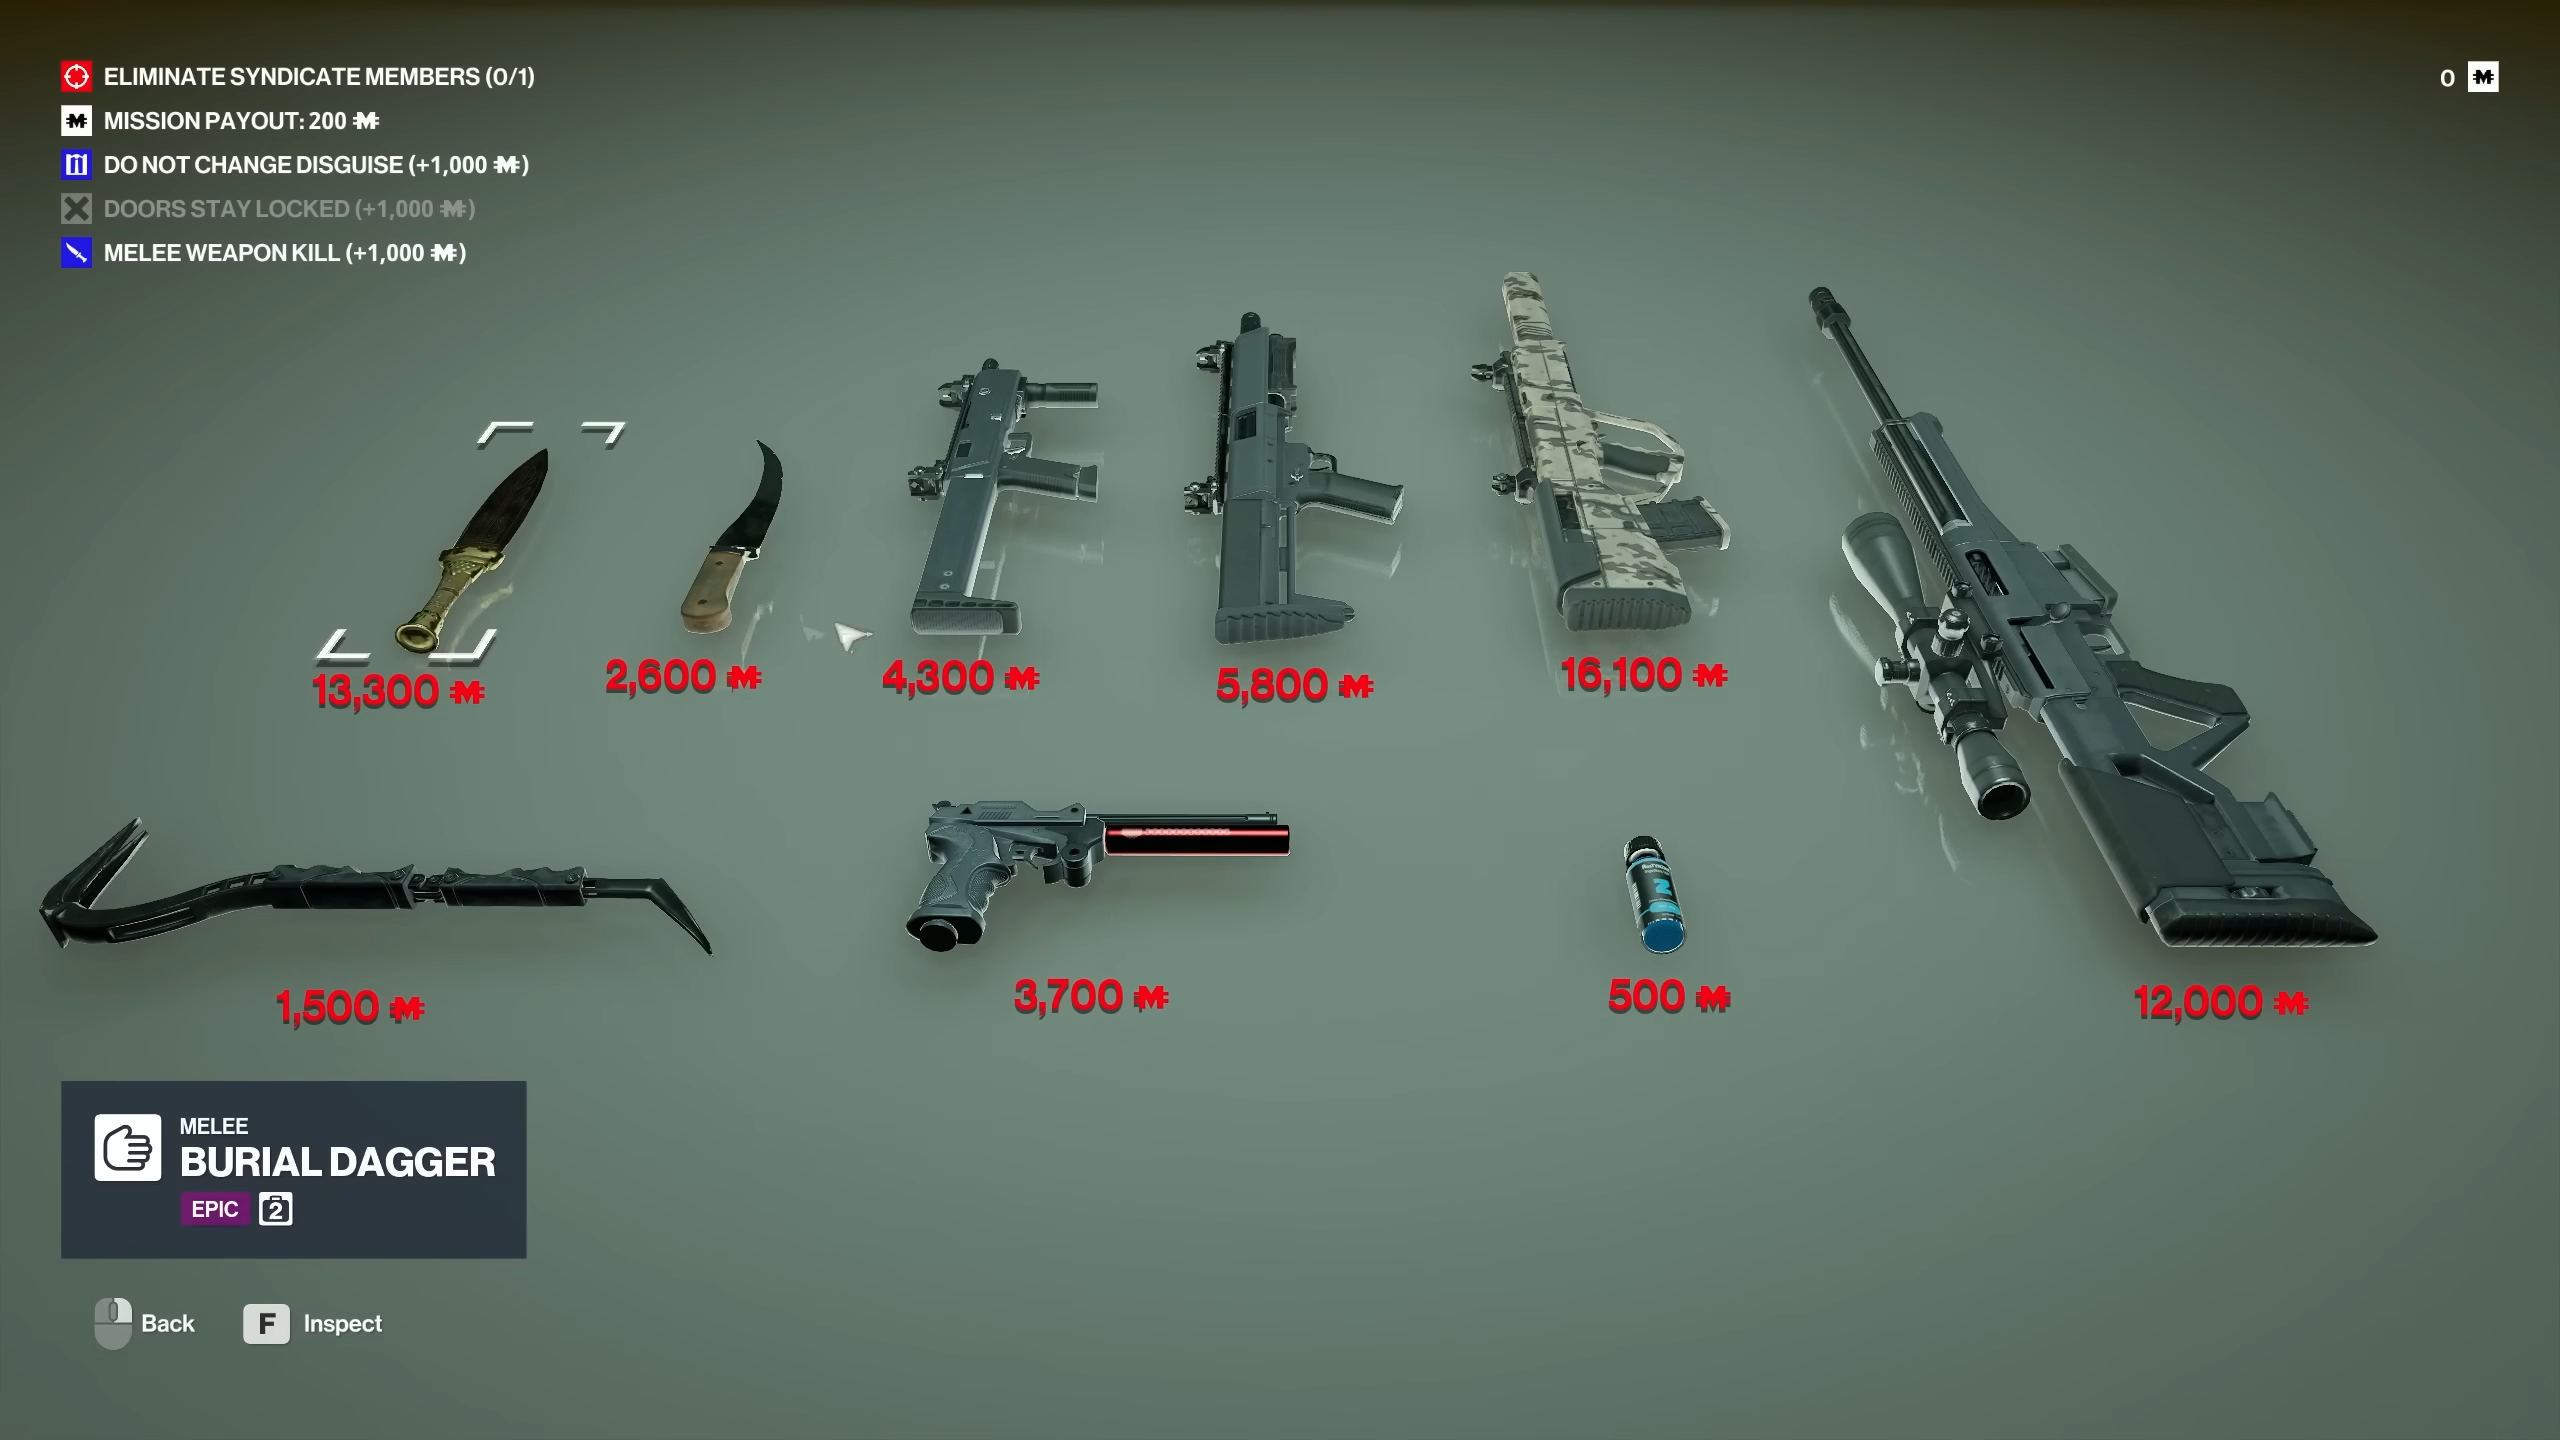 ELIMINATE SYNDICATE MEMBERS (0/1)
0
MISSION PAYOUT: 200
DO NOT CHANGE DISGUISE (+1,000)
DOORS STAY LOCKED (+1,000)
MELEE WEAPON KILL (+1,000)
13,300
2,600
4,300
5,800
16,100
1,500
3,700
500
12,000
MELEE
BURIAL DAGGER
EPIC 2
Back
F Inspect